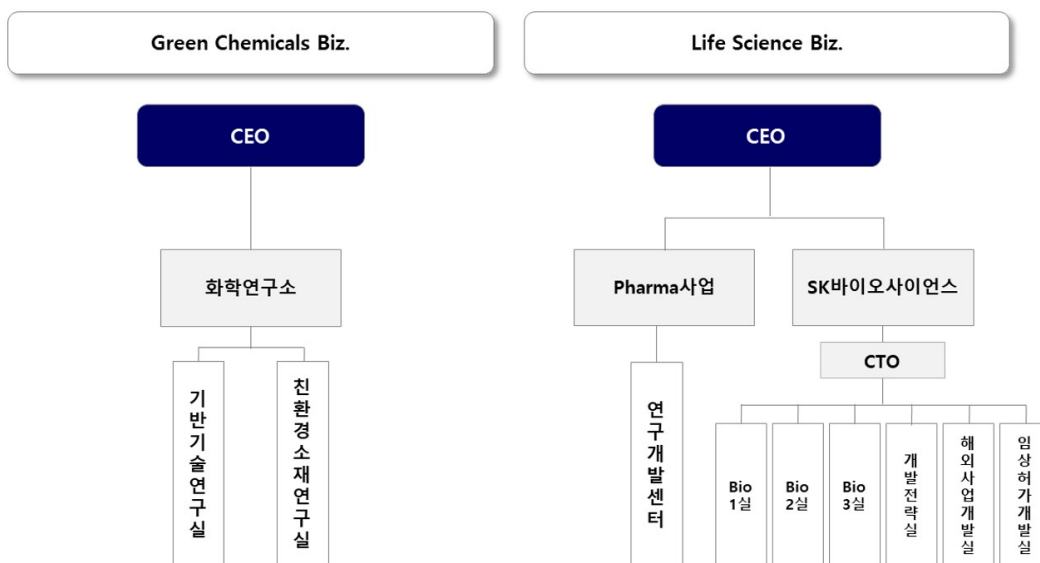 Green Chemicals Biz.
Life Science Biz.
CEO
CEO
화학연구소
Pharma사업
SK바이오사이언스
CTO
기반기술연구실
친환경소재연구실
연구개발센터
Bio
1실
Bio
2실
Bio
3실
개발전략실
해외사업개발실
임상허가개발실